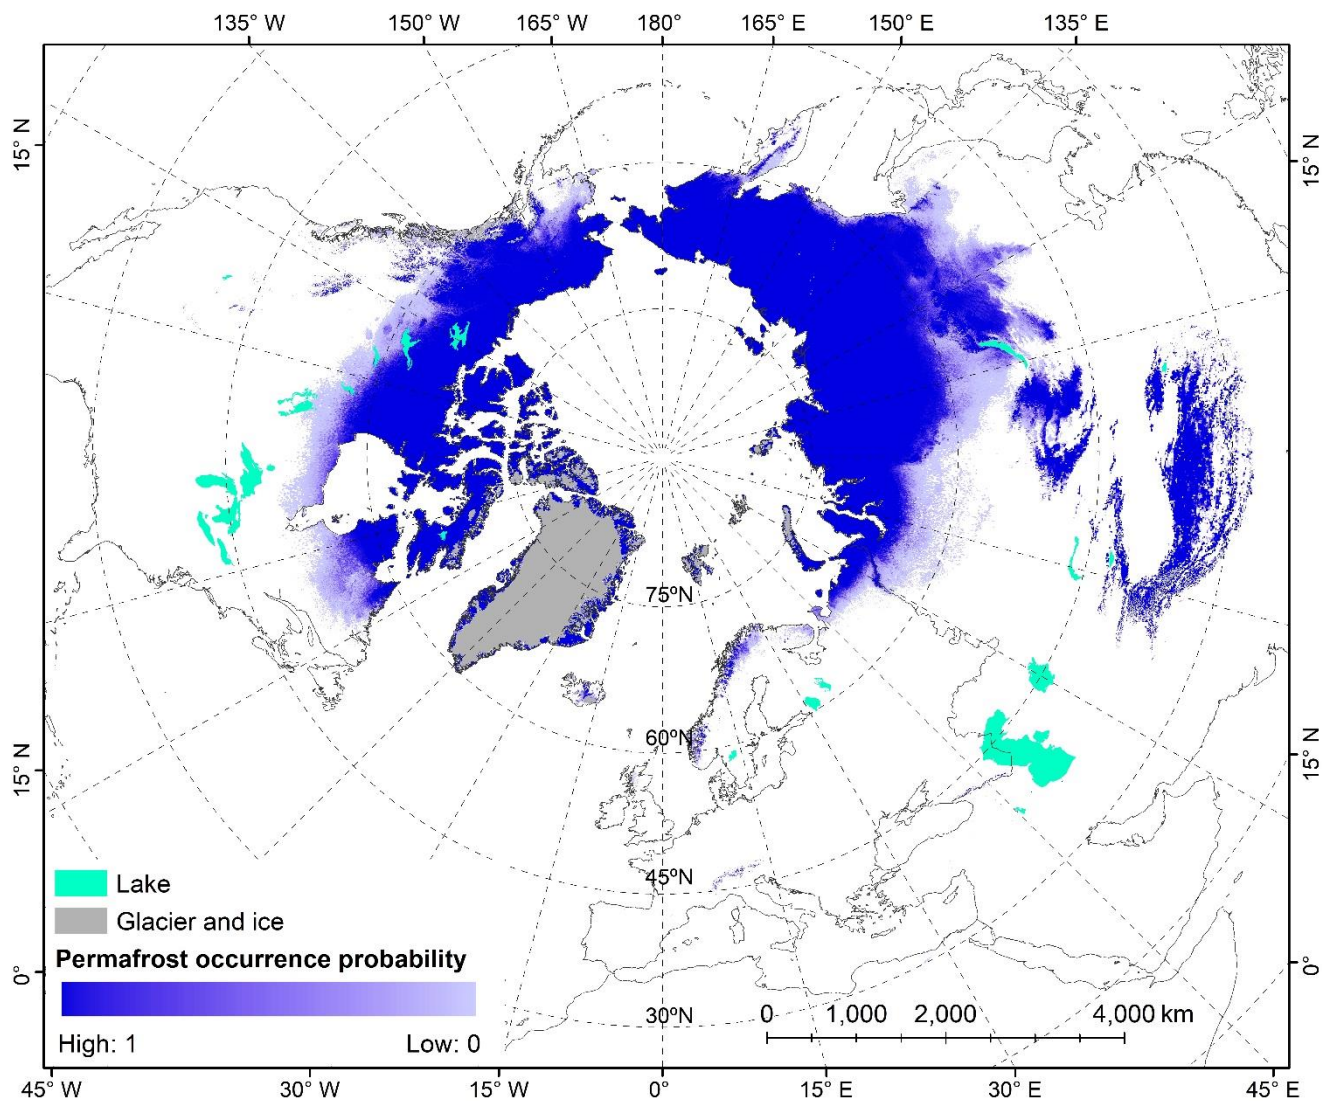 135° W 150° W 165° W 180° 165° E 150° E 135° E
15° N
15° N
75°N
60°N
15° N
15° N
45°N
Lake
Glacier and ice
Permafrost occurrence probability
0°
0°
30°N
0 1,000 2,000 4,000 km
High: 1 Low: 0
45° W 30° W 15° W 0° 15° E 30° E 45° E